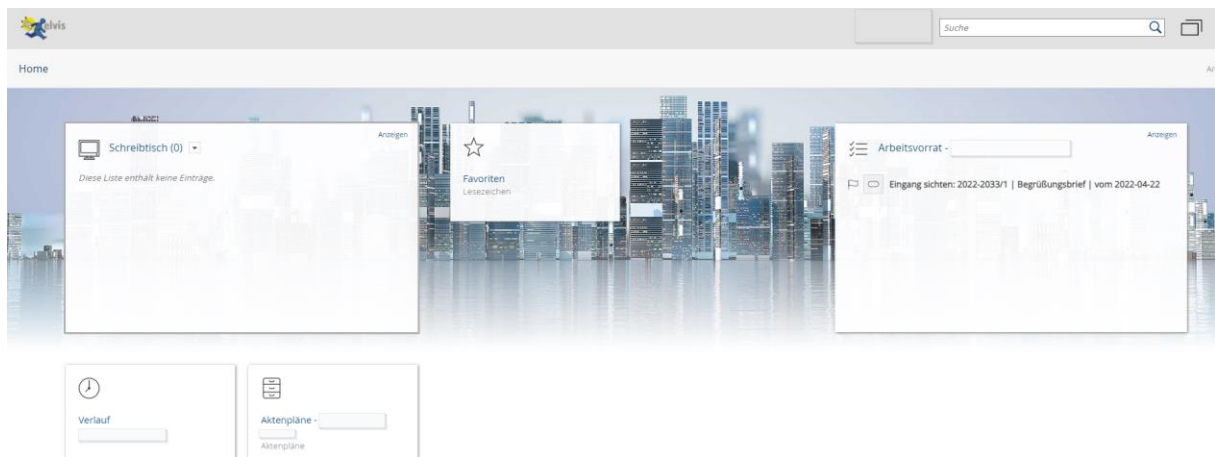 elvis
Suche
Home
Schreibtisch (0)
Anzeigen
Diese Liste enthält keine Einträge.
Favoriten
Lesezeichen
Arbeitsvorrat -
Anzeigen
Eingang sichten: 2022-2033/1 | Begrüßungsbrief | vom 2022-04-22
Verlauf
Aktenpläne -
Aktenpläne